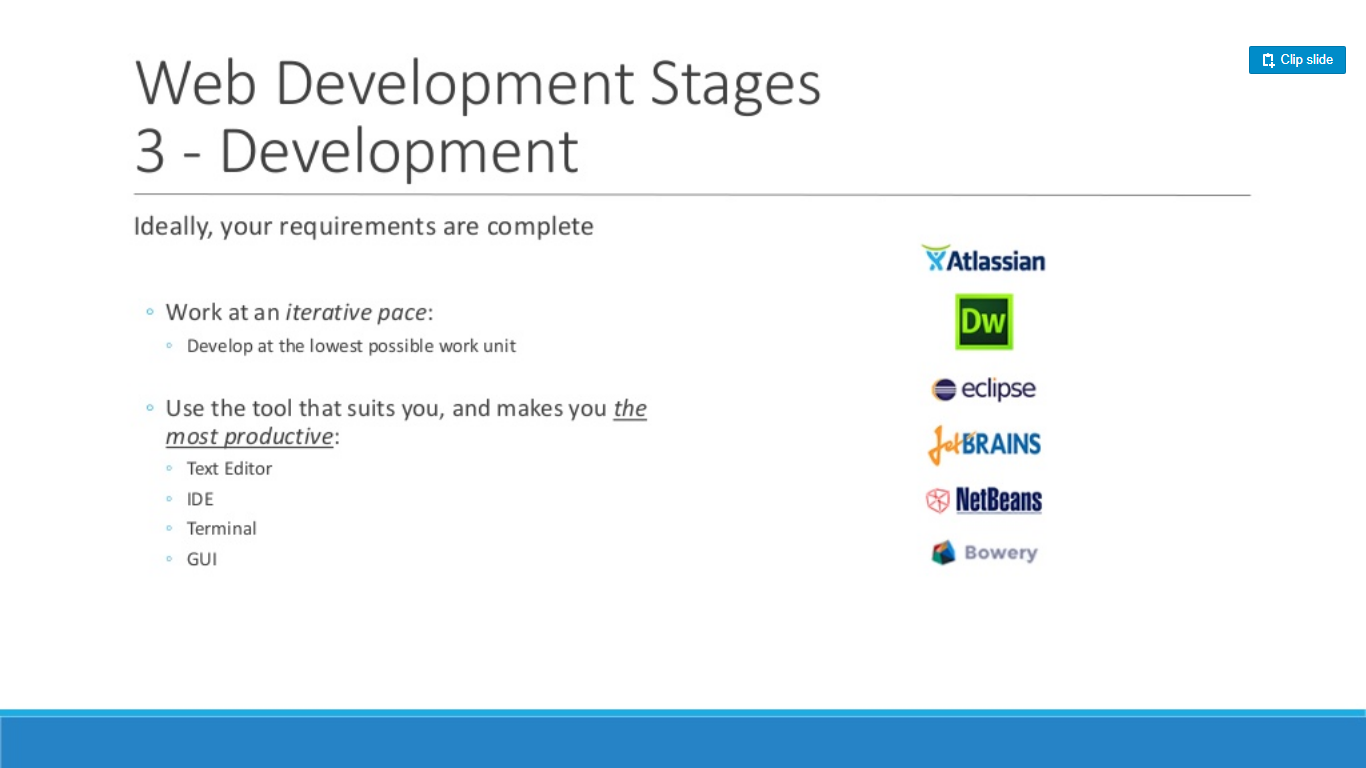 Clip slide
Web Development Stages
3 - Development
Ideally, your requirements are complete
Work at an iterative pace:
Develop at the lowest possible work unit
Use the tool that suits you, and makes you the
most productive:
Text Editor
IDE
Terminal
GUI
Atlassian
Dw
eclipse
JetBRAINS
NetBeans
Bowery